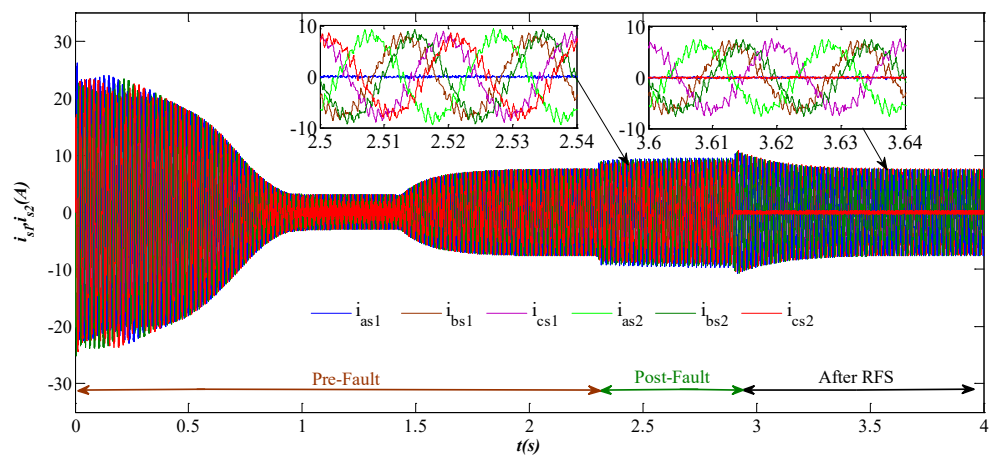 30
20
10
0
-10
-20
-30
i_s1, i_s2 (A)
10
0
-10
2.5 2.51 2.52 2.53 2.54
10
0
-10
3.6 3.61 3.62 3.63 3.64
i_as1 i_bs1 i_cs1 i_as2 i_bs2 i_cs2
Pre-Fault Post-Fault After RFS
0 0.5 1 1.5 2 2.5 3 3.5 4
t(s)